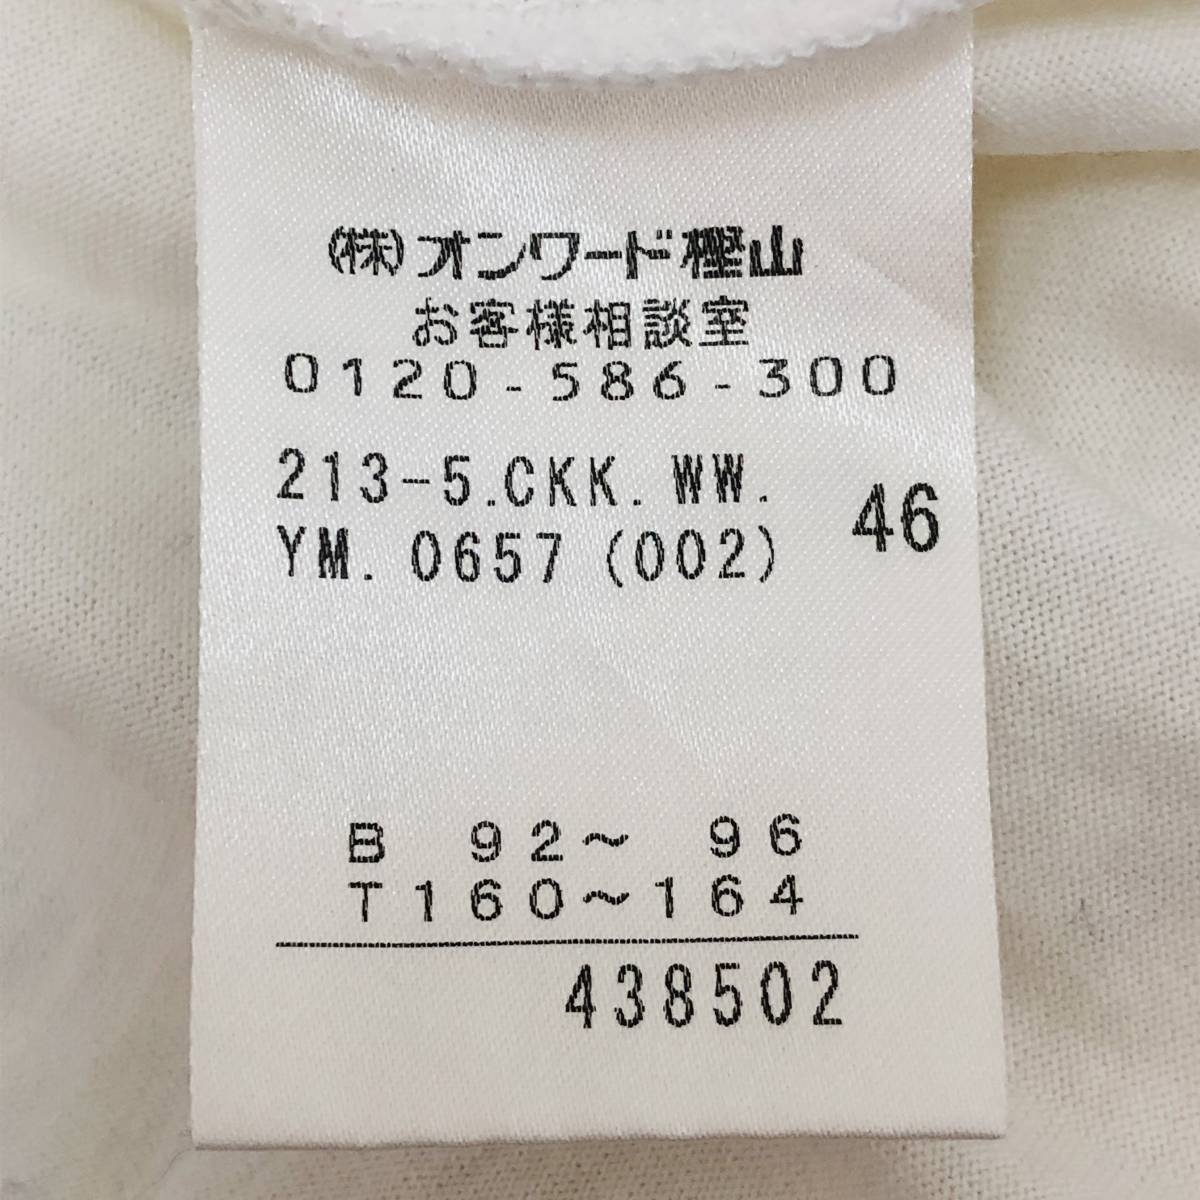 (株)オンワード樫山
お客様相談室
0120-586-300
213-5.CKK.WW.
YM.0657(002)
46
B 92～ 96
T160～164
438502